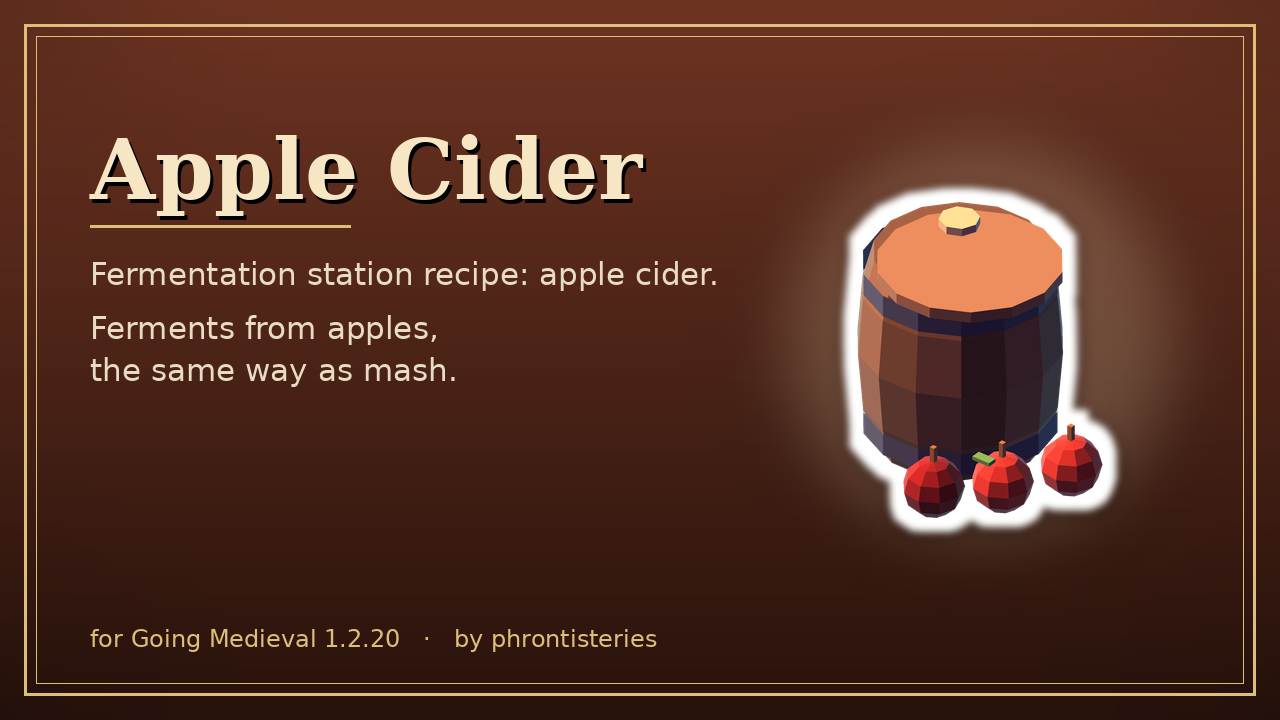 Apple Cider
Fermentation station recipe: apple cider.
Ferments from apples,
the same way as mash.
for Going Medieval 1.2.20 · by phrontisteries